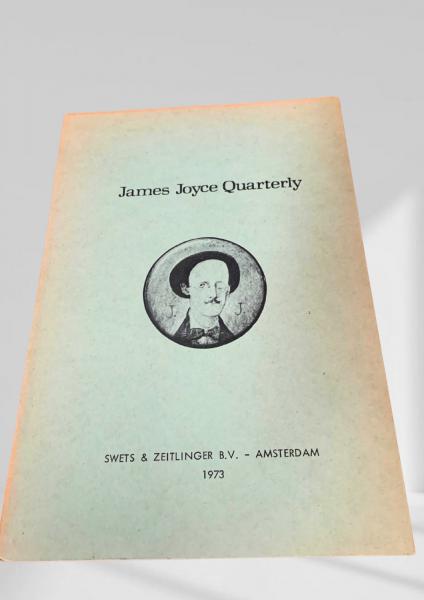 James Joyce Quarterly
J J
SWETS & ZEITLINGER B.V. – AMSTERDAM
1973